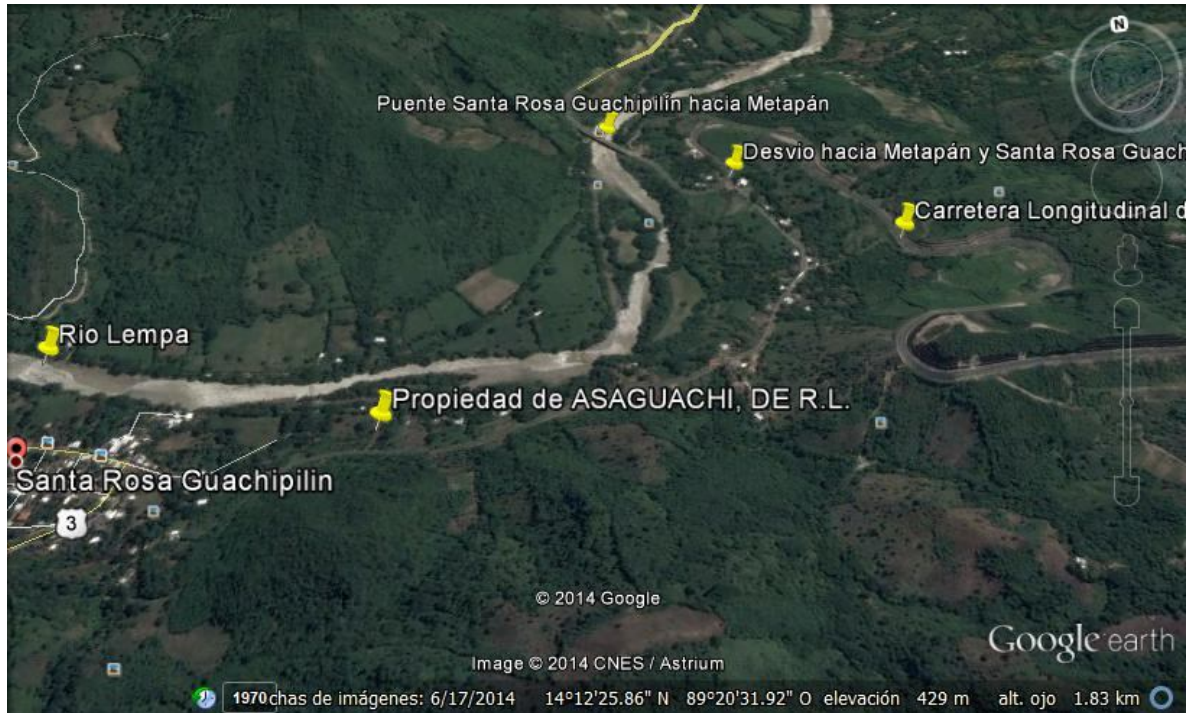 N
Puente Santa Rosa Guachipilín hacia Metapán
Desvio hacia Metapán y Santa Rosa Guach
Carretera Longitudinal d
Rio Lempa
Propiedad de ASAGUACHI, DE R.L.
Santa Rosa Guachipilin
3
© 2014 Google
Google earth
Image © 2014 CNES / Astrium
1970 chas de imágenes: 6/17/2014 14°12'25.86" N 89°20'31.92" O elevación 429 m alt. ojo 1.83 km